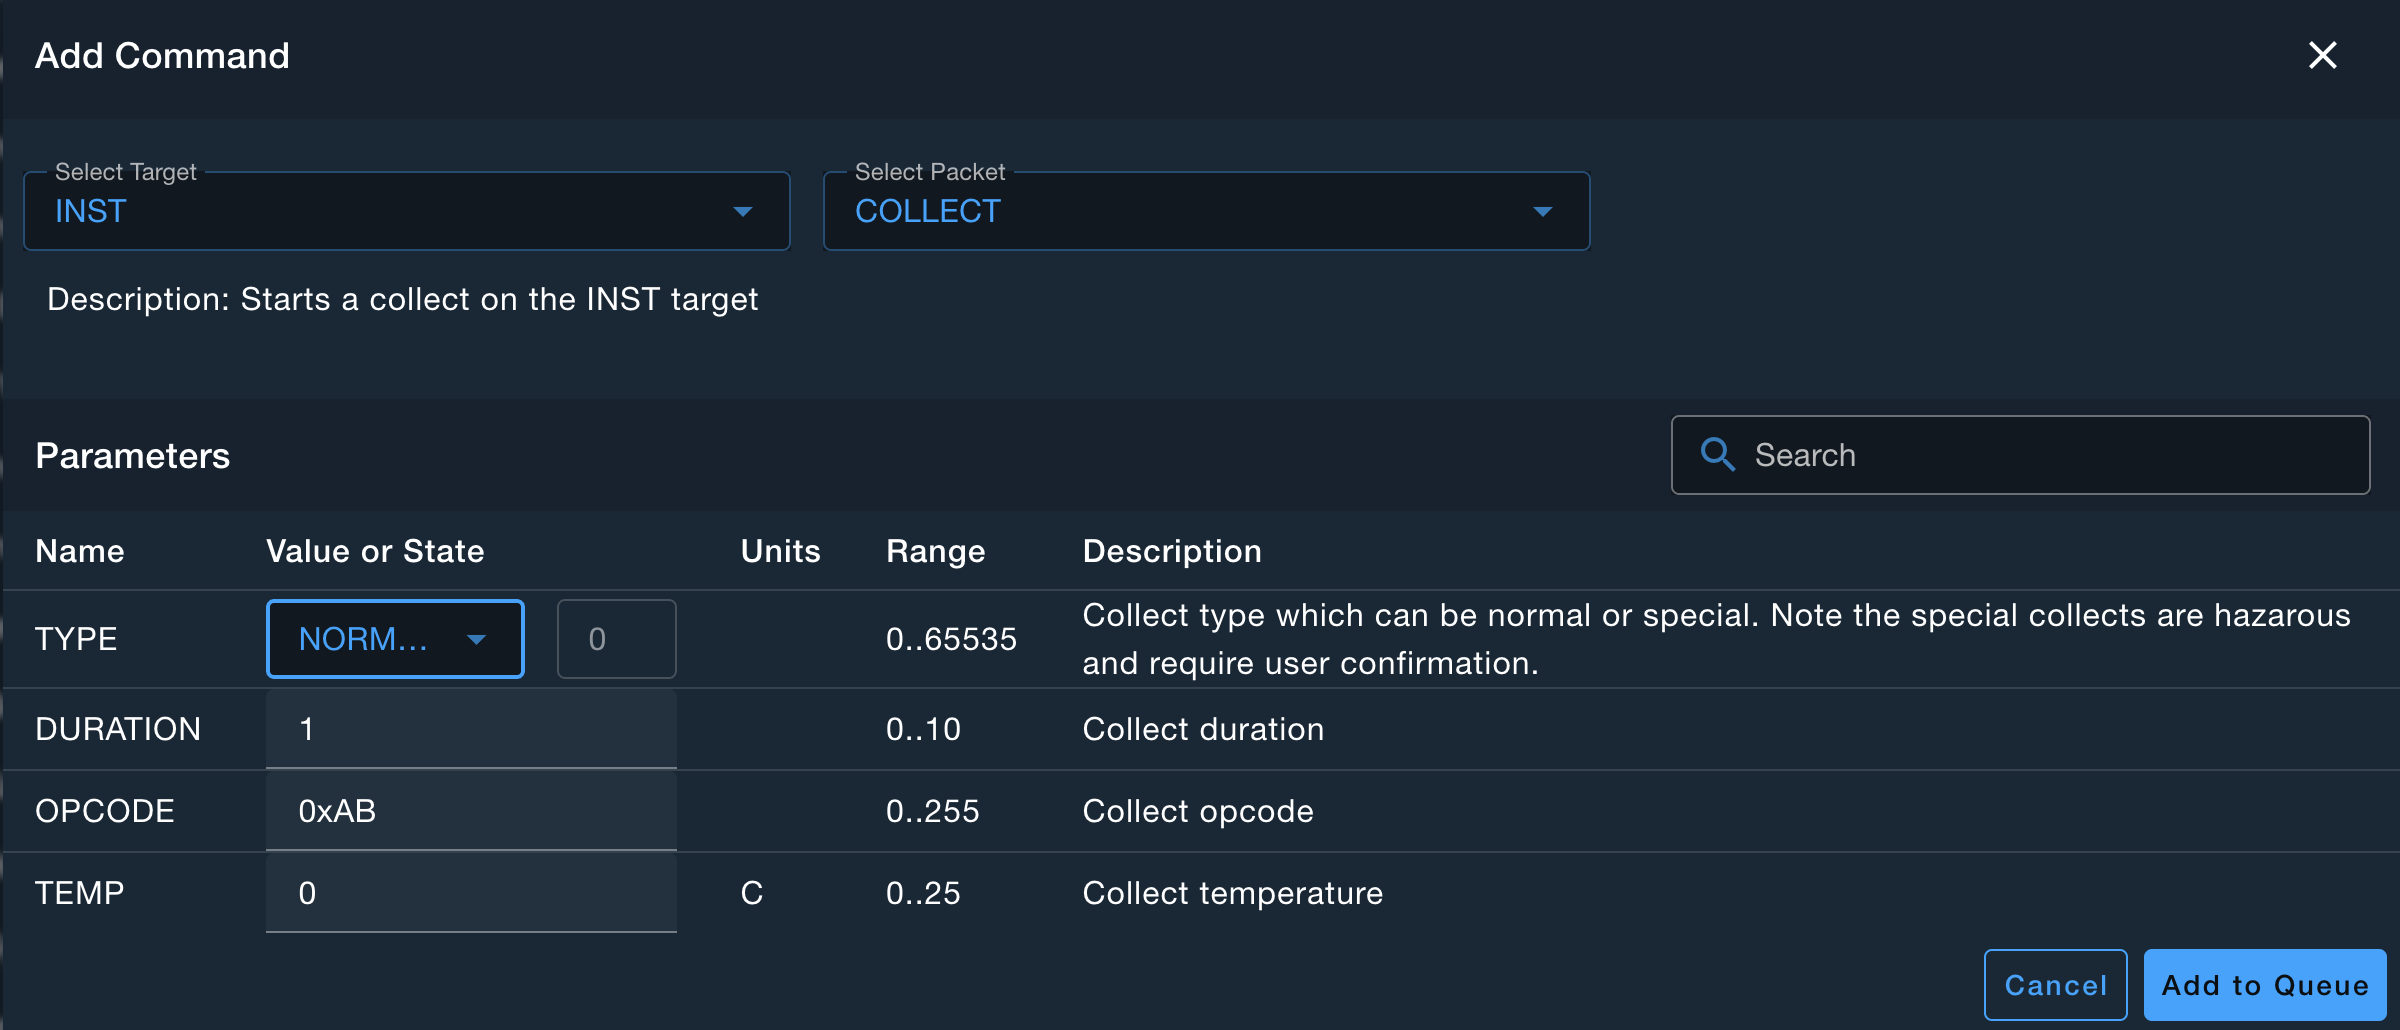 Add Command
Select Target
INST
Select Packet
COLLECT
Description: Starts a collect on the INST target
Parameters
Search
Name Value or State Units Range Description
TYPE NORM... 0 0..65535 Collect type which can be normal or special. Note the special collects are hazarous
and require user confirmation.
DURATION 1 0..10 Collect duration
OPCODE 0xAB 0..255 Collect opcode
TEMP 0 C 0..25 Collect temperature
Cancel Add to Queue